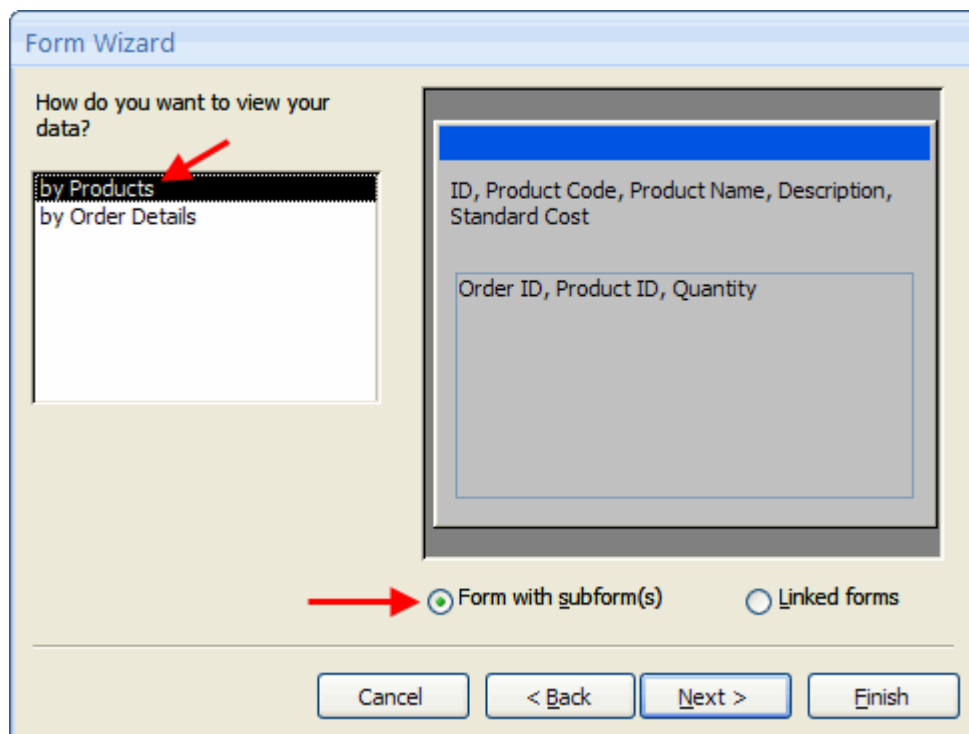 Form Wizard
How do you want to view your
data?
by Products
by Order Details
ID, Product Code, Product Name, Description,
Standard Cost
Order ID, Product ID, Quantity
Form with subform(s)
Linked forms
Cancel
< Back
Next >
Finish